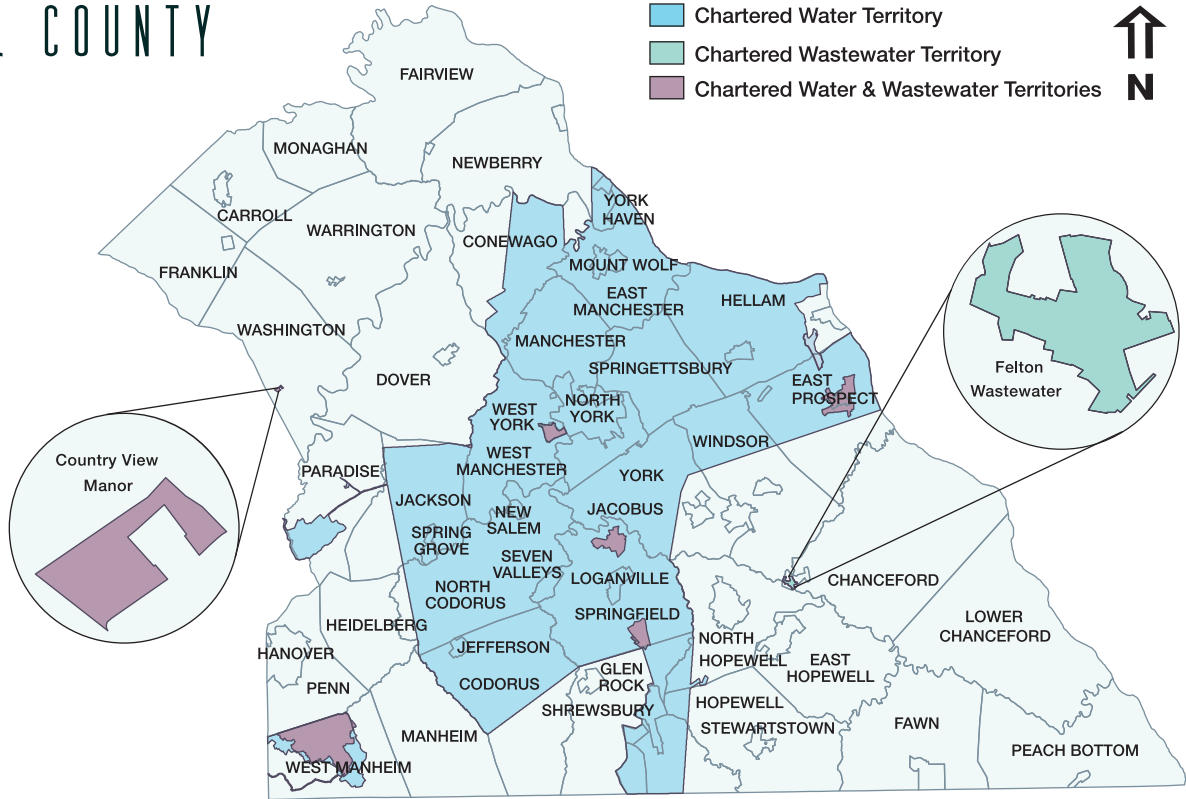 COUNTY
Chartered Water Territory
Chartered Wastewater Territory
Chartered Water & Wastewater Territories
N
FAIRVIEW
MONAGHAN
NEWBERRY
CARROLL
WARRINGTON
YORK
HAVEN
CONEWAGO
FRANKLIN
MOUNT WOLF
EAST
MANCHESTER
HELLAM
WASHINGTON
MANCHESTER
SPRINGETTSBURY
DOVER
EAST
PROSPECT
NORTH
YORK
WEST
YORK
WINDSOR
WEST
MANCHESTER
PARADISE
YORK
JACKSON
NEW
SALEM
JACOBUS
SPRING
GROVE
SEVEN
VALLEYS
LOGANVILLE
NORTH
CODORUS
SPRINGFIELD
CHANCEFORD
LOWER
CHANCEFORD
HEIDELBERG
HANOVER
JEFFERSON
NORTH
HOPEWELL
EAST
HOPEWELL
PENN
CODORUS
GLEN
ROCK
SHREWSBURY
HOPEWELL
STEWARTSTOWN
FAWN
MANHEIM
PEACH BOTTOM
WEST MANHEIM
Country View
Manor
Felton
Wastewater